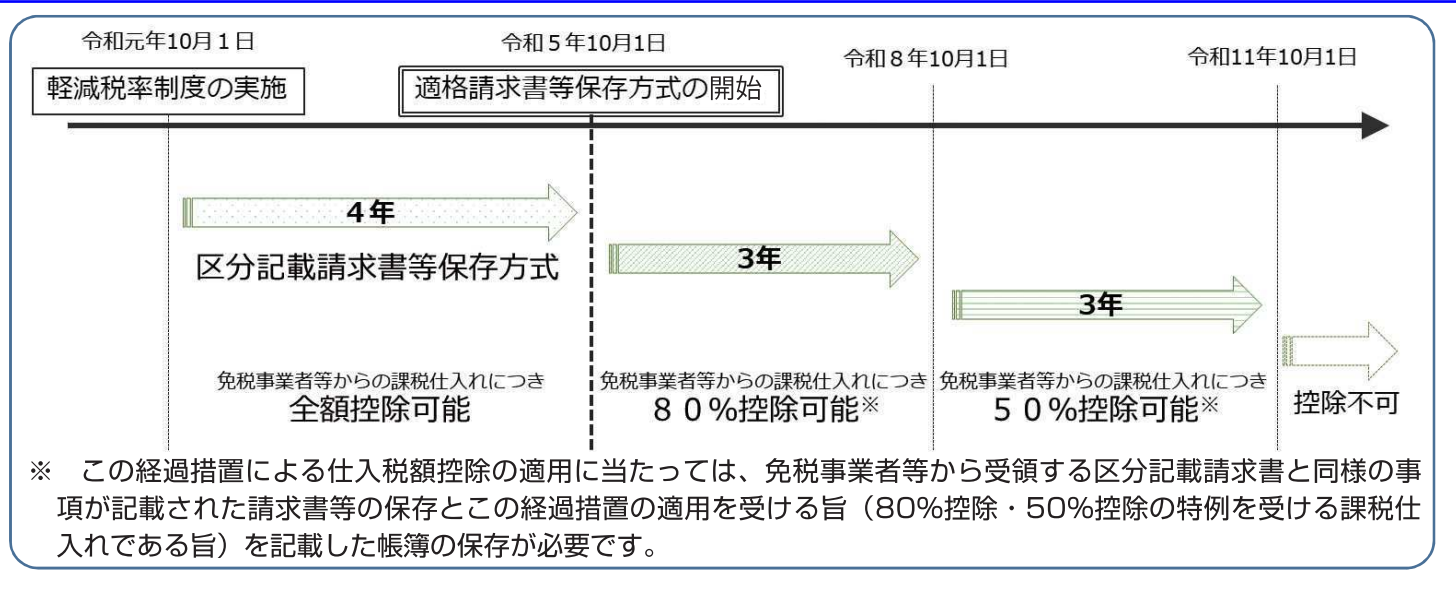 令和元年10月１日
令和５年10月1日
令和８年10月1日
令和11年10月1日
軽減税率制度の実施
適格請求書等保存方式の開始
４年
区分記載請求書等保存方式
3年
3年
免税事業者等からの課税仕入れにつき
全額控除可能
免税事業者等からの課税仕入れにつき
８０%控除可能※
免税事業者等からの課税仕入れにつき
５０%控除可能※
控除不可
※　この経過措置による仕入税額控除の適用に当たっては、免税事業者等から受領する区分記載請求書と同様の事
項が記載された請求書等の保存とこの経過措置の適用を受ける旨（80％控除・50％控除の特例を受ける課税仕
入れである旨）を記載した帳簿の保存が必要です。